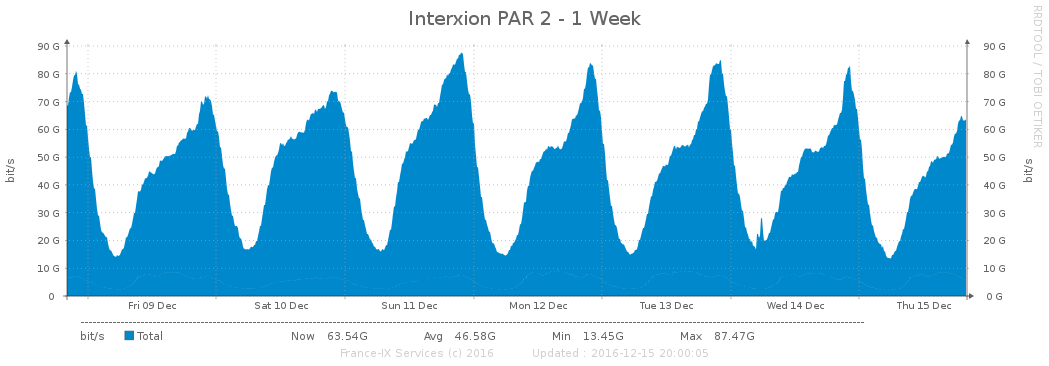 Interxion PAR 2 - 1 Week
RRDTOOL / TOBI OETIKER
90 G 90 G
80 G 80 G
70 G 70 G
60 G 60 G
50 G 50 G
40 G 40 G
30 G 30 G
20 G 20 G
10 G 10 G
0 0 G
bit/s
bit/s
Fri 09 Dec Sat 10 Dec Sun 11 Dec Mon 12 Dec Tue 13 Dec Wed 14 Dec Thu 15 Dec
bit/s Total Now 63.54G Avg 46.58G Min 13.45G Max 87.47G
France-IX Services (c) 2016 Updated : 2016-12-15 20:00:05